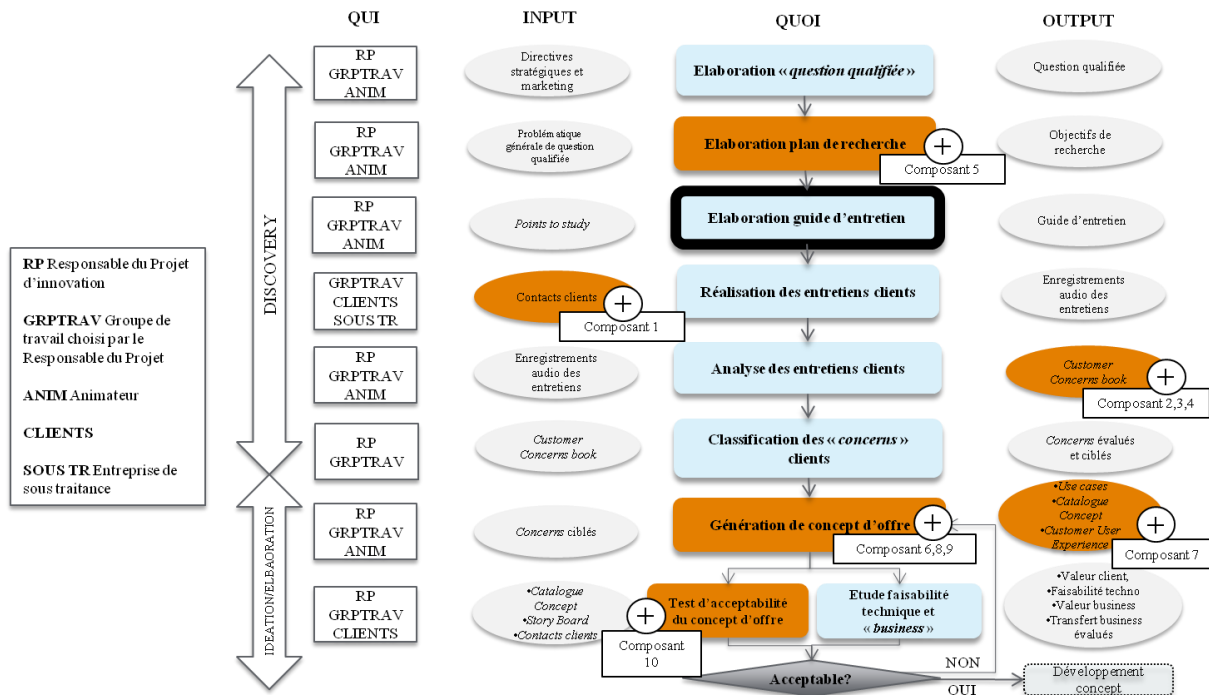 QUI
INPUT
QUOI
OUTPUT
RP
GRPTRAV
ANIM
Directives
stratégiques et
marketing
Elaboration « question qualifiée »
Question qualifiée
RP
GRPTRAV
ANIM
Problématique
générale de question
qualifiée
Elaboration plan de recherche
+
Composant 5
Objectifs de
recherche
RP
GRPTRAV
ANIM
Points to study
Elaboration guide d'entretien
Guide d'entretien
DISCOVERY
RP Responsable du Projet
d'innovation
GRPTRAV Groupe de
travail choisi par le
Responsable du Projet
ANIM Animateur
CLIENTS
SOUS TR Entreprise de
sous traitance
GRPTRAV
CLIENTS
SOUS TR
Contacts clients
+
Composant 1
Réalisation des entretiens clients
Enregistrements
audio des
entretiens
RP
GRPTRAV
ANIM
Enregistrements
audio des
entretiens
Analyse des entretiens clients
Customer
Concerns book
+
Composant 2,3,4
RP
GRPTRAV
Customer
Concerns book
Classification des « concerns »
clients
Concerns évalués
et ciblés
IDEATION/ELBAORATION
RP
GRPTRAV
ANIM
Concerns ciblés
Génération de concept d'offre
+
Composant 6,8,9
•Use cases
•Catalogue
Concept
•Customer User
Experience
+
Composant 7
RP
GRPTRAV
CLIENTS
•Catalogue
Concept
•Story Board
•Contacts clients
+
Composant
10
Test d'acceptabilité
du concept d'offre
Etude faisabilité
technique et
« business »
•Valeur client,
•Faisabilité techno
•Valeur business
•Transfert business
évalués
Acceptable?
NON
OUI
Développement
concept